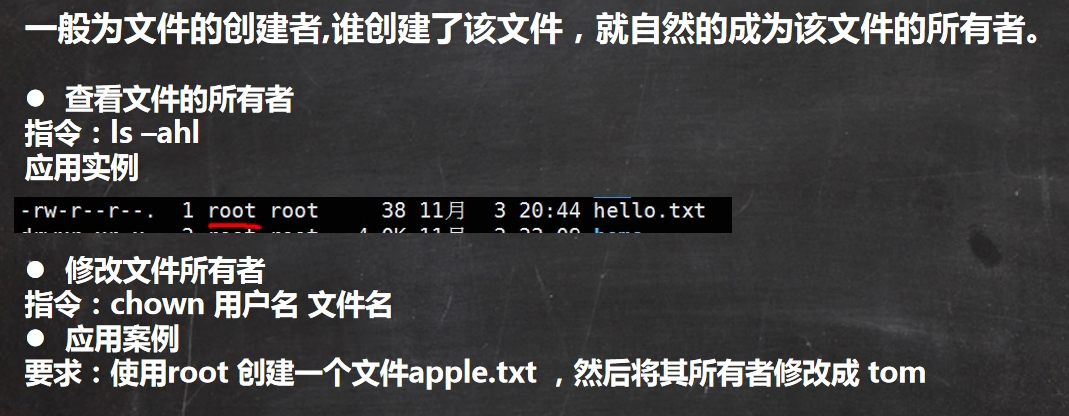 一般为文件的创建者,谁创建了该文件，就自然的成为该文件的所有者。
● 查看文件的所有者
指令：ls –ahl
应用实例
-rw-r--r--. 1 root root 38 11月 3 20:44 hello.txt
● 修改文件所有者
指令：chown 用户名 文件名
● 应用案例
要求：使用root 创建一个文件apple.txt ，然后将其所有者修改成 tom